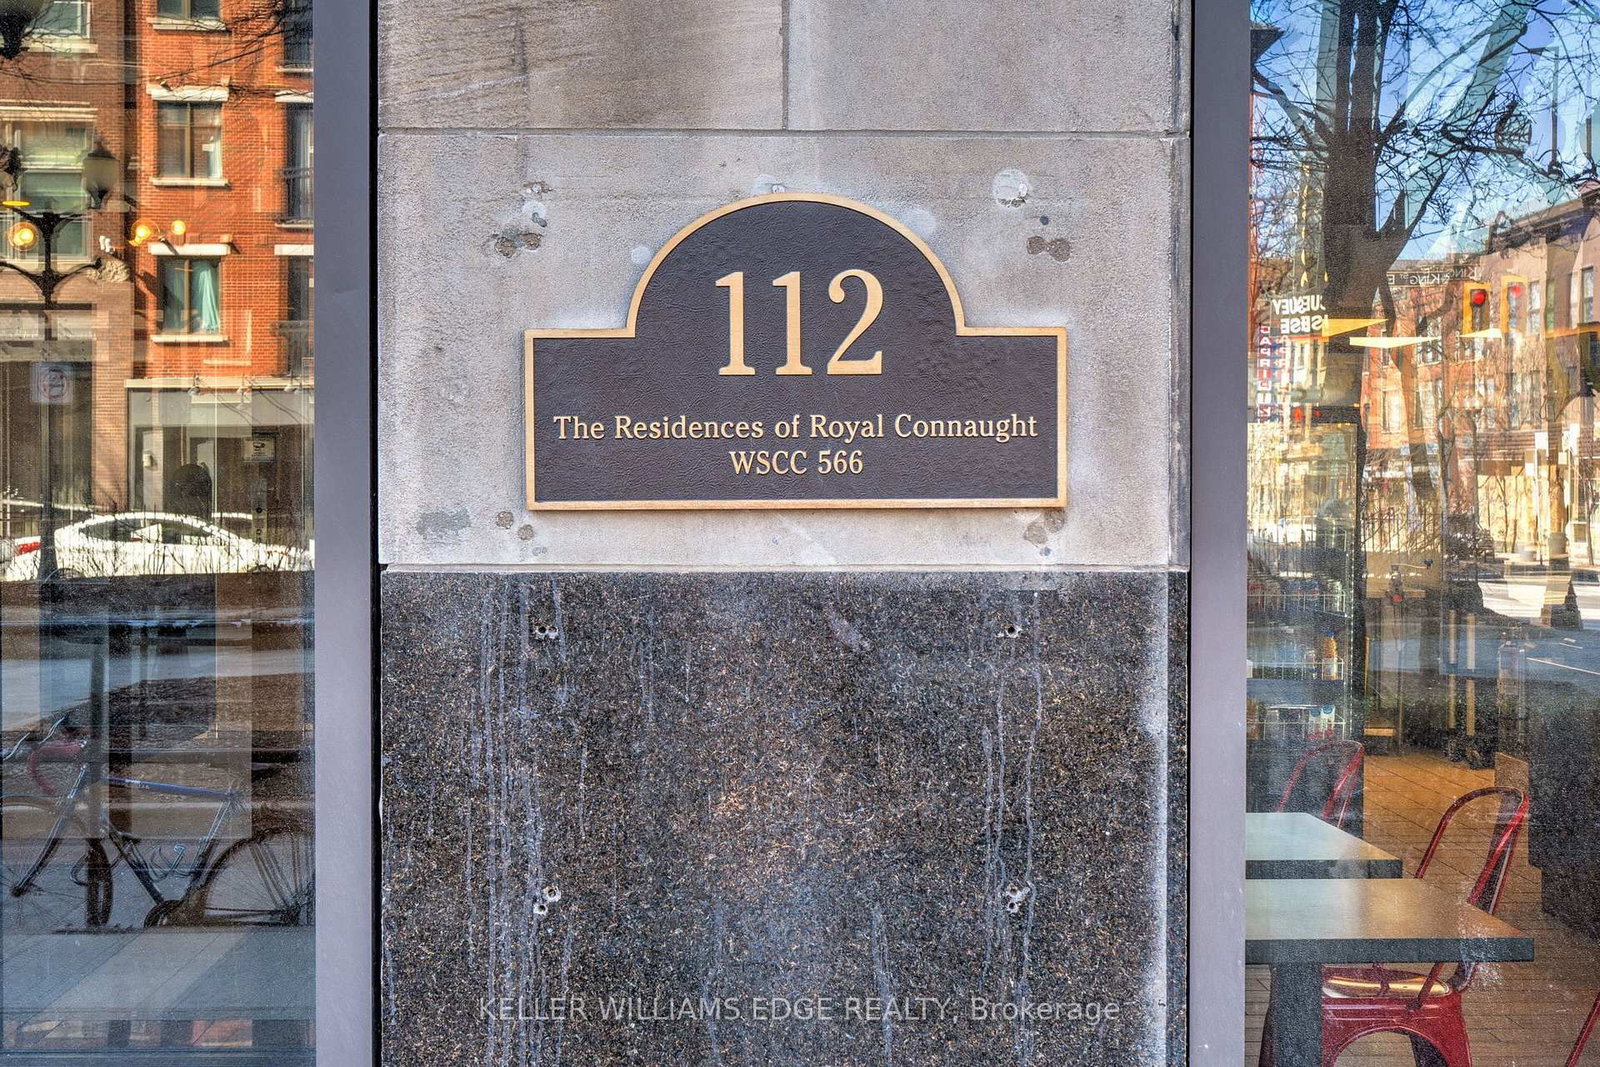 112
The Residences of Royal Connaught
WSCC 566
KELLER WILLIAMS EDGE REALTY, Brokerage